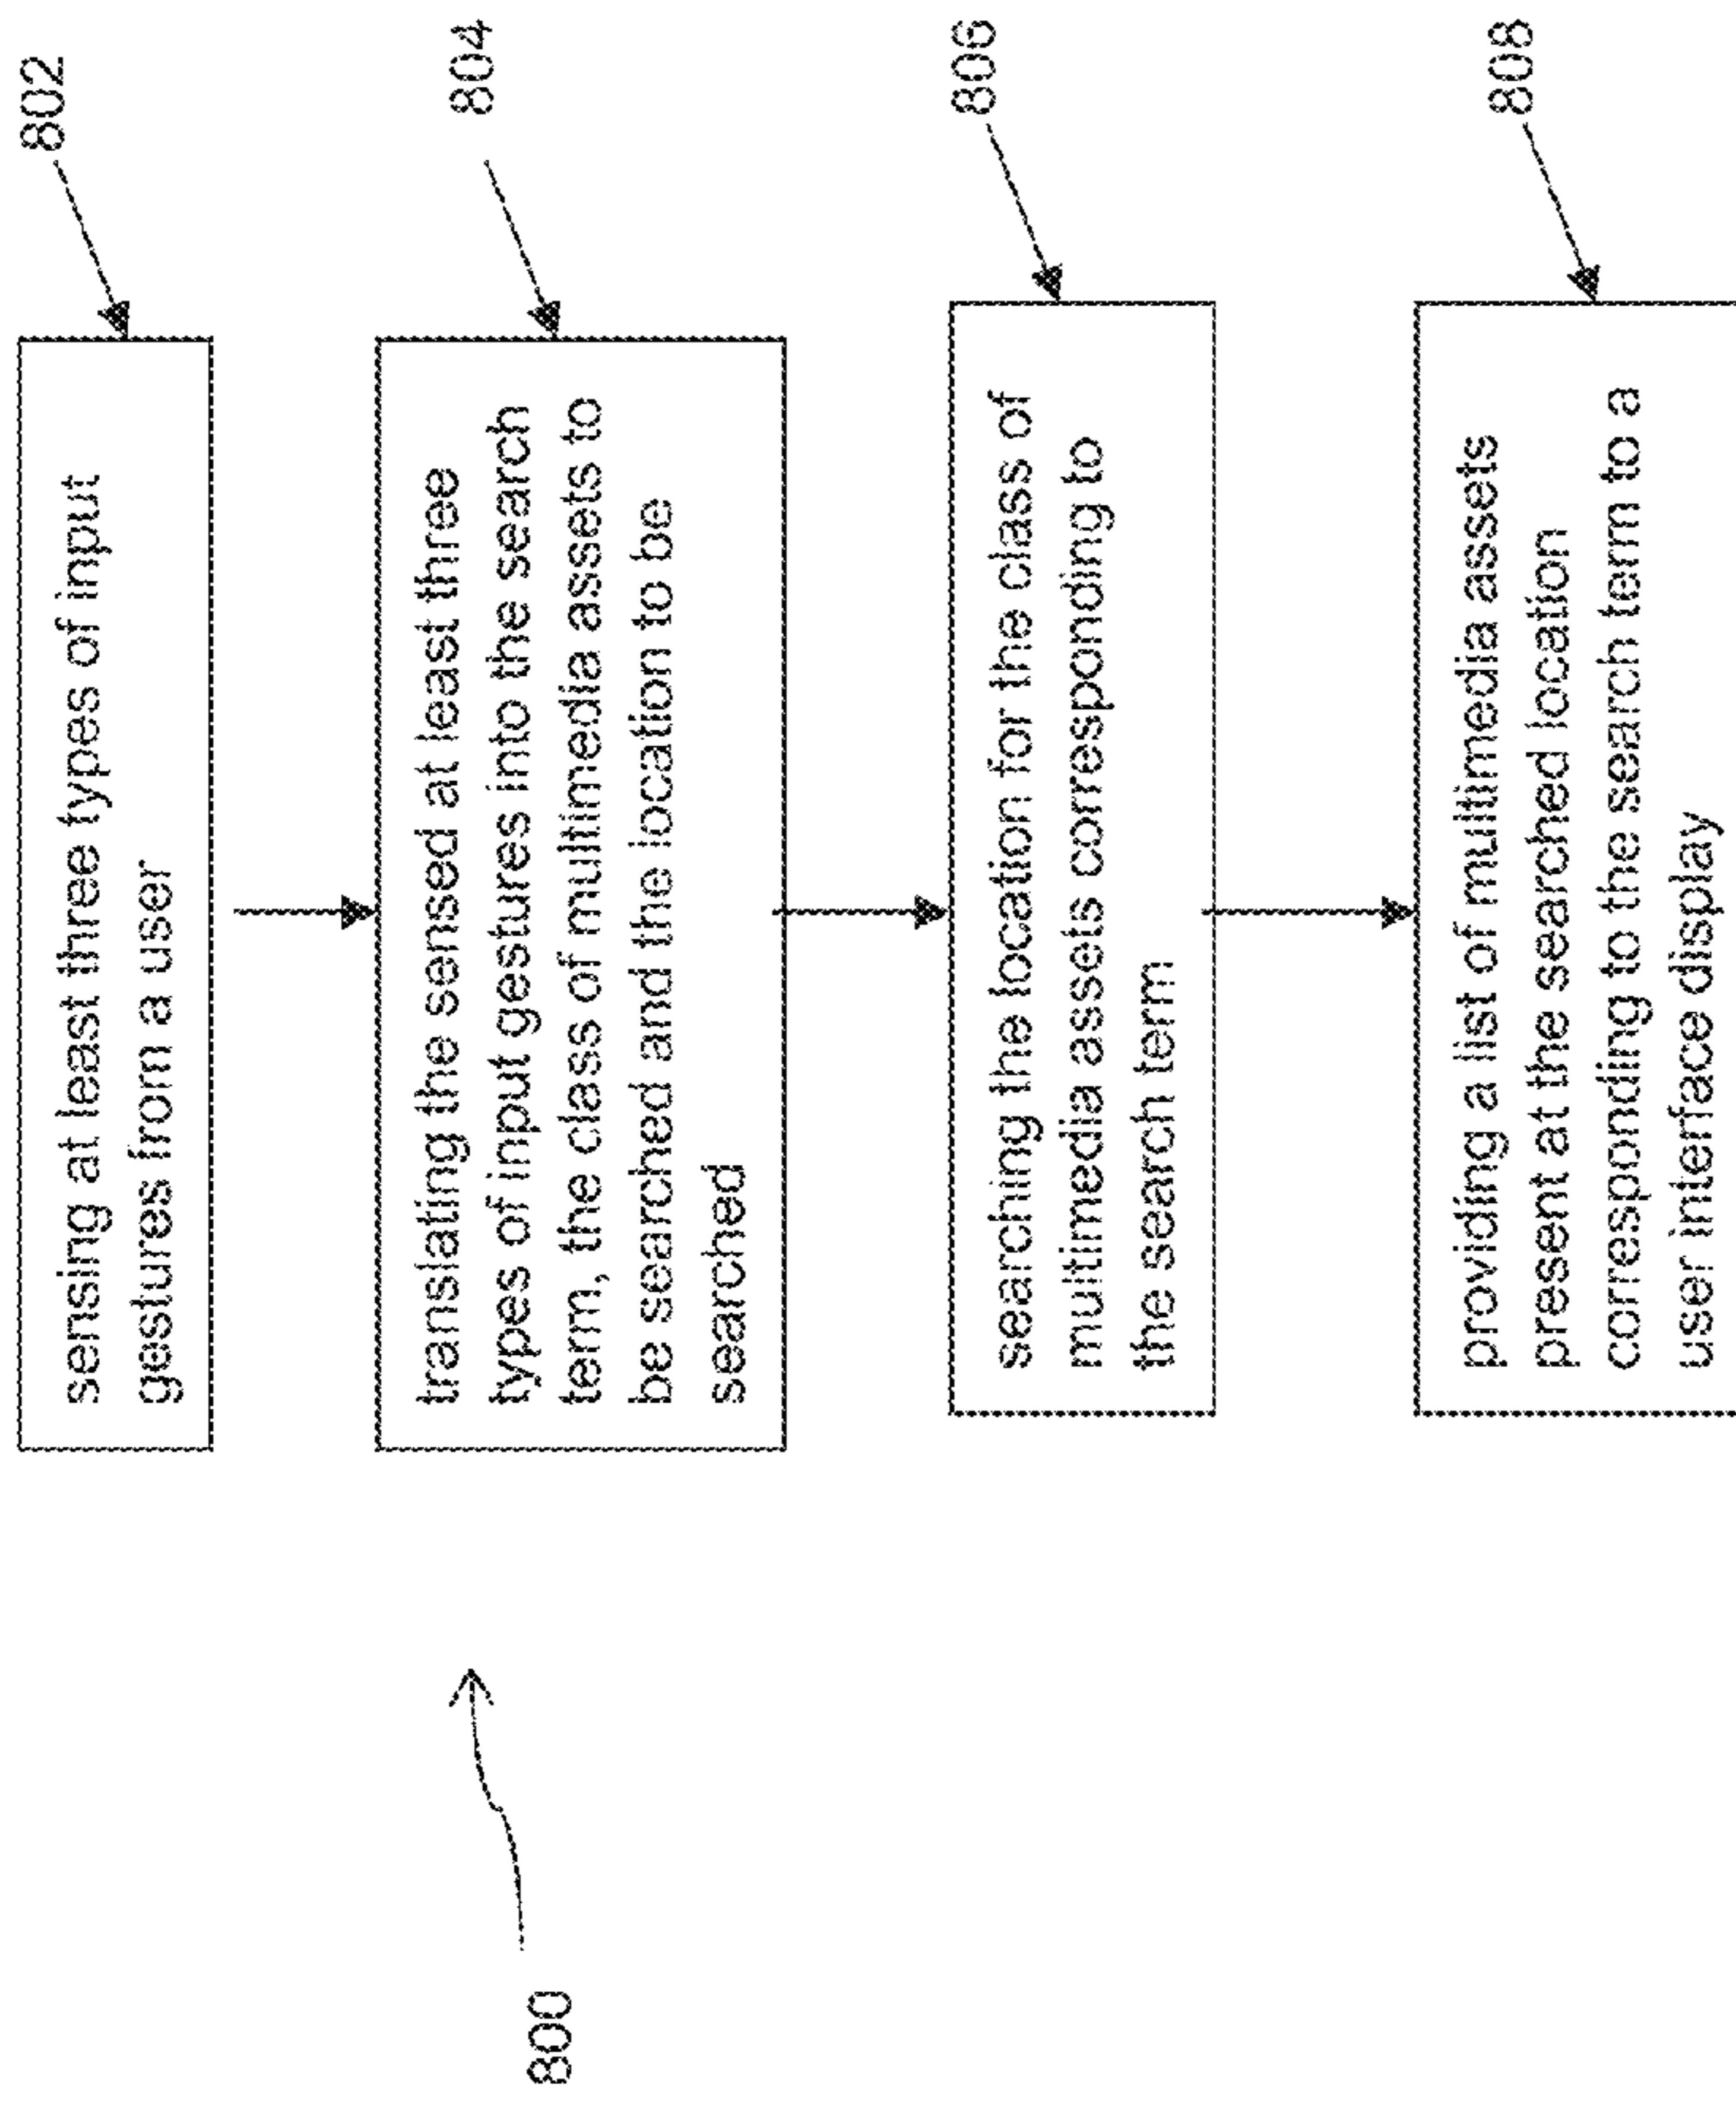 802
sensing at least three types of input
gestures from a user
804
translating the sensed at least three
types of input gestures into the search
term, the class of multimedia assets to
be searched and the location to be
searched
800
806
searching the location for the class of
multimedia assets corresponding to
the search term
808
providing a list of multimedia assets
present at the searched location
corresponding to the search term to a
user interface display